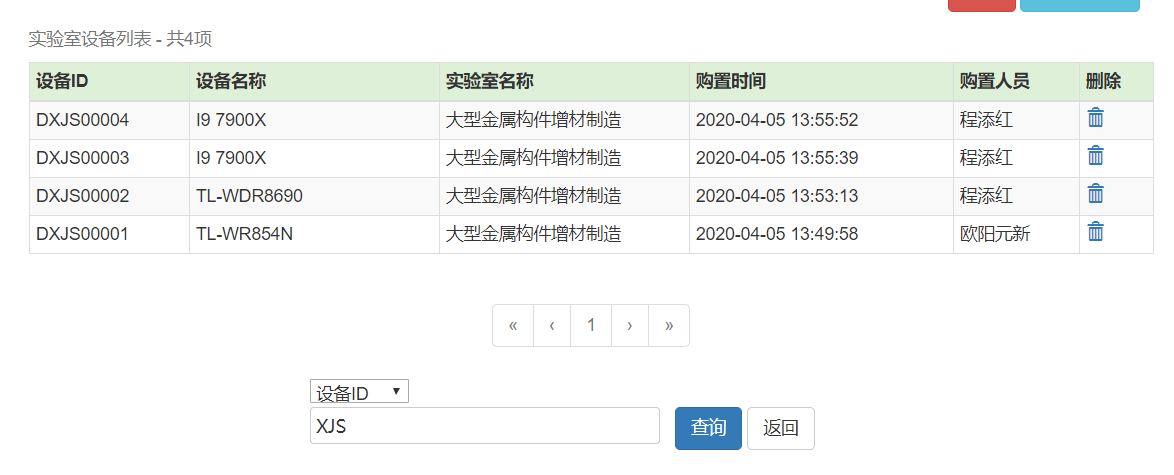 实验室设备列表 - 共4项
设备ID 设备名称 实验室名称 购置时间 购置人员 删除
DXJS00004 I9 7900X 大型金属构件增材制造 2020-04-05 13:55:52 程添红
DXJS00003 I9 7900X 大型金属构件增材制造 2020-04-05 13:55:39 程添红
DXJS00002 TL-WDR8690 大型金属构件增材制造 2020-04-05 13:53:13 程添红
DXJS00001 TL-WR854N 大型金属构件增材制造 2020-04-05 13:49:58 欧阳元新
« ‹ 1 › »
设备ID
XJS 查询 返回